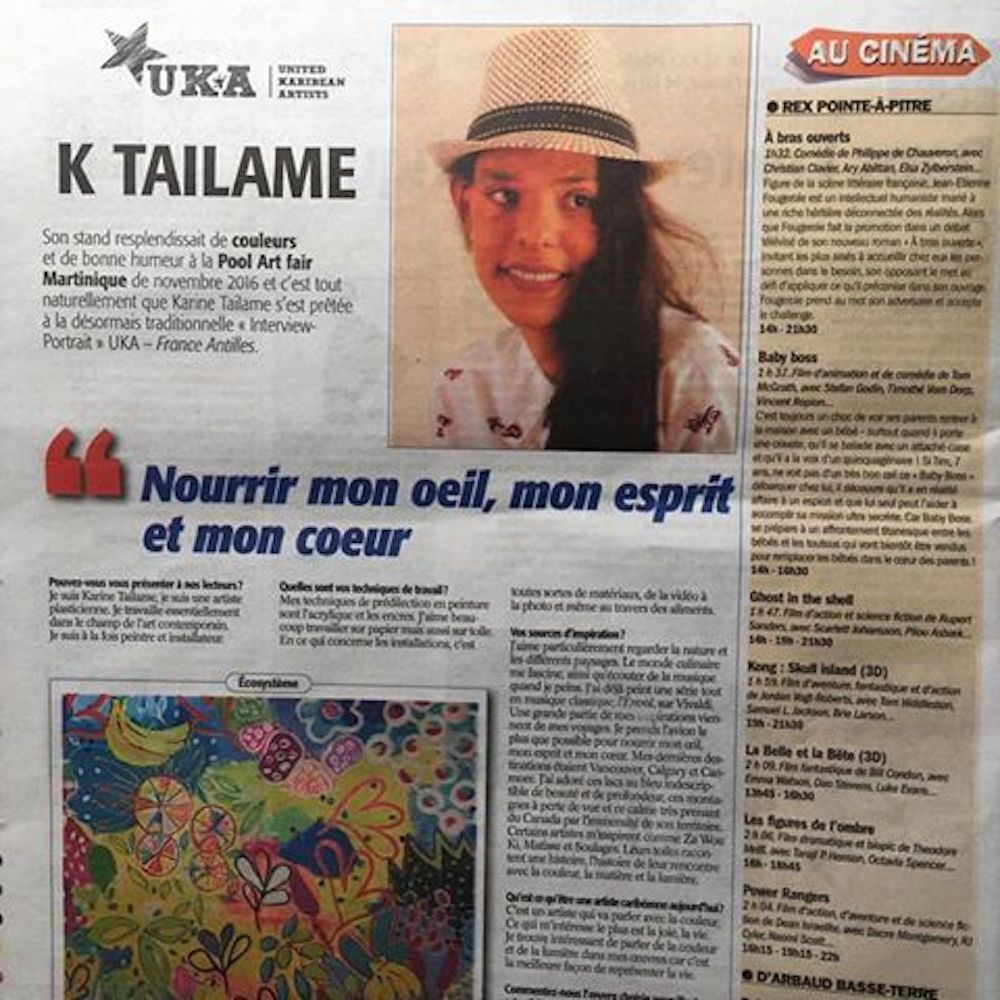 UKA
UNITED
KARIBEAN
ARTISTS
K TAILAME
Son stand resplendissait de couleurs
et de bonne humeur à la Pool Art fair
Martinique de novembre 2016 et c'est tout
naturellement que Karine Tailame s'est prêtée
à la désormais traditionnelle « Interview-
Portrait » UKA – France Antilles.
“ Nourrir mon oeil, mon esprit
et mon coeur
Pouvez-vous vous présenter à nos lecteurs ?
Je suis Karine Tailame, je suis une artiste
plasticienne. Je travaille essentiellement
dans le champ de l'art contemporain.
Je suis à la fois peintre et installateur.
Quelles sont vos techniques de travail ?
Mes techniques de prédilection en peinture
sont l'acrylique et les encres. J'aime beau-
coup travailler sur papier mais aussi sur toile.
En ce qui concerne les installations, c'est
toutes sortes de matériaux, de la vidéo à
la photo et même au travers des aliments.
Vos sources d'inspiration ?
J'aime particulièrement regarder la nature et
les différents paysages. Le monde culinaire
me fascine, ainsi qu'écouter de la musique
quand je peins. J'ai déjà peint une série tout
en musique classique, l'Envol, sur Vivaldi.
Une grande partie de mes vien-
nent de mes voyages. Je prends l'avion le
plus que possible pour nourrir mon œil,
mon esprit et mon cœur. Mes dernières des-
tinations étaient Vancouver, Calgary et Can-
more. J'ai adoré ces lacs au bleu indescrip-
tible de beauté et de profondeur, ces monta-
gnes à perte de vue et ce calme très prenant
du Canada par l'immensité de son territoire.
Certains artistes m'inspirent comme Za Wou
Ki, Matisse et Soulages. Leurs toiles racon-
tent une histoire, l'histoire de leur rencontre
avec la couleur, la matière et la lumière.
Qu'est-ce qu'être une artiste caribéenne aujourd'hui ?
C'est un artiste qui va parler avec la couleur.
Ce qui m'intéresse le plus est la joie, la vie.
Je trouve intéressant de parler de la couleur
et de la lumière dans mes œuvres car c'est
la meilleure façon de représenter la vie.
Écosystème
AU CINÉMA
REX POINTE-À-PITRE
À bras ouverts
1h32. Comédie de Philippe de Chauveron, avec
Christian Clavier, Ary Abittan, Elsa Zylberstein...
Figure de la scène littéraire française, Jean-Etienne
Fougerole est un intellectuel humaniste marié à
une riche héritière déconnectée des réalités. Alors
que Fougerole fait la promotion dans un débat
télévisé de son nouveau roman « À bras ouverts »,
invitant les plus aisés à accueillir chez eux les per-
sonnes dans le besoin, son opposant le met au
défi d'appliquer ce qu'il préconise dans son ouvrage.
Fougerole prend au mot son adversaire et accepte
le challenge.
14h - 21h30
Baby boss
1 h 37. Film d'animation et de comédie de Tom
McGrath, avec Stefan Godin, Timothé Vom Dorp,
Vincent Ropion...
C'est toujours un choc de voir ses parents rentrer à
la maison avec un bébé – surtout quand il porte
une cravate, qu'il se balade avec un attaché-case
et qu'il a la voix d'un quinquagénaire ! Si Tim, 7
ans, ne voit pas d'un très bon œil ce « Baby Boss »
débarquer chez lui, il découvre qu'il a en réalité
affaire à un espion et que lui seul peut l'aider à
accomplir sa mission ultra secrète. Car Baby Boss
se prépare à un affrontement titanesque entre les
bébés et les toutous qui vont bientôt être vendus
pour remplacer les bébés dans le cœur des parents !
14h - 16h30
Ghost in the shell
1 h 47. Film d'action et science fiction de Rupert
Sanders, avec Scarlett Johansson, Pilou Asbæk...
14h - 19h - 21h30
Kong : Skull island (3D)
1 h 59. Film d'aventure, fantastique et d'action
de Jordan Vogt-Roberts, avec Tom Hiddleston,
Samuel L. Jackson, Brie Larson...
19h - 21h30
La Belle et la Bête (3D)
2 h 09. Film fantastique de Bill Condon, avec
Emma Watson, Dan Stevens, Luke Evans...
13h45 - 16h30
Les figures de l'ombre
2 h 06. Film dramatique et biopic de Theodore
Melfi, avec Taraji P.Henson, Octavia Spencer...
16h - 18h45
Power Rangers
2 h 04. Film d'action, d'aventure et de science fic-
tion de Dean Israelite, avec Dacre Montgomery, RJ
Cyler, Naomi Scott...
16h15 - 19h15 - 22h
D'ARBAUD BASSE-TERRE